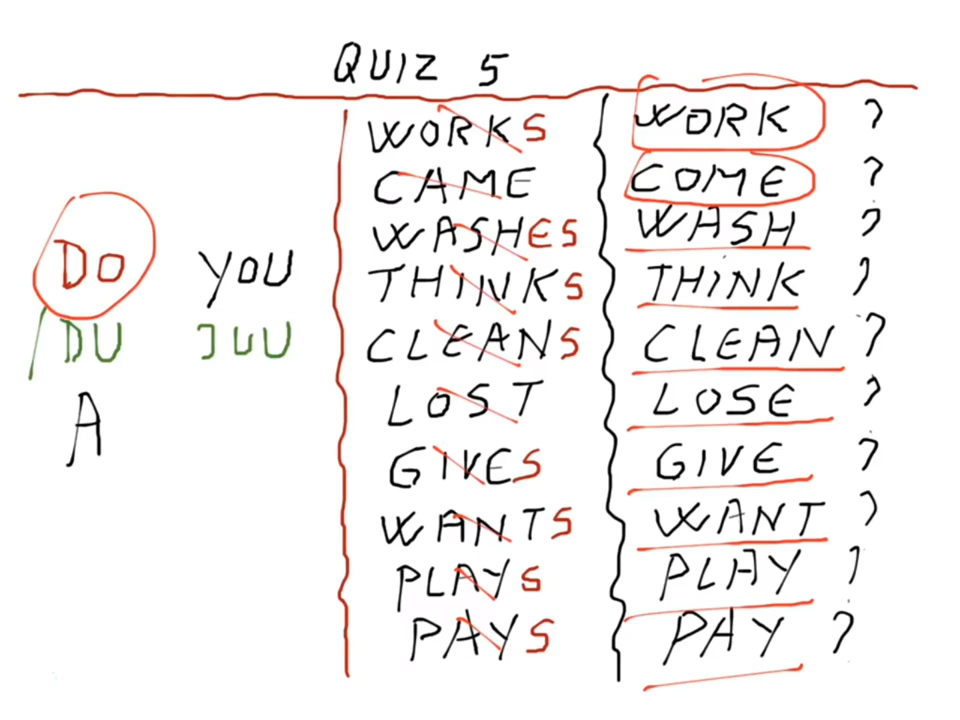 QUIZ 5
WORKS WORK ?
CAME COME ?
WASHES WASH ?
DO YOU THINKS THINK ?
DU JUU CLEANS CLEAN ?
A LOST LOSE ?
GIVES GIVE ?
WANTS WANT ?
PLAYS PLAY ?
PAYS PAY ?